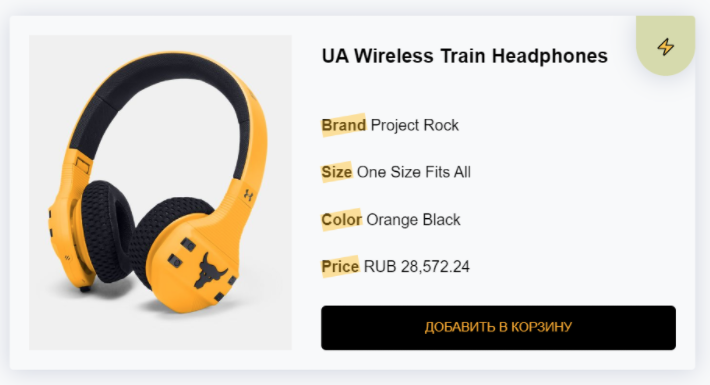 UA Wireless Train Headphones
Brand Project Rock
Size One Size Fits All
Color Orange Black
Price RUB 28,572.24
ДОБАВИТЬ В КОРЗИНУ